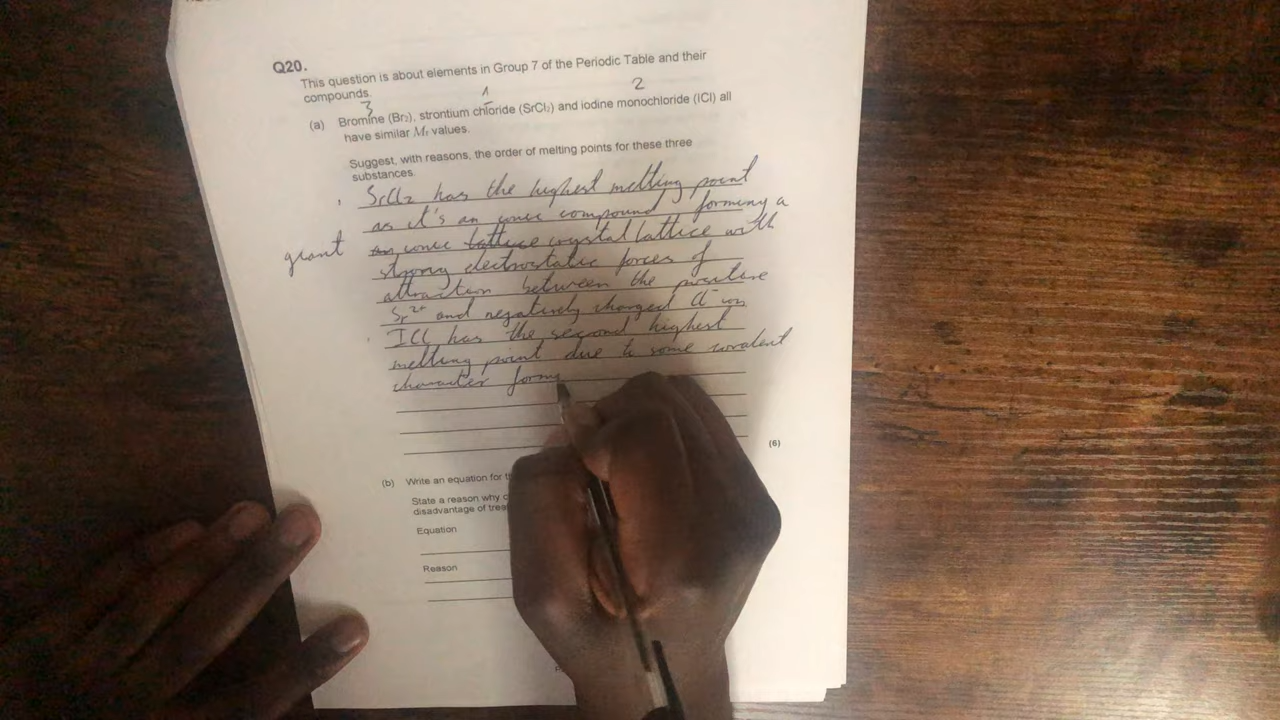 Q20.
This question is about elements in Group 7 of the Periodic Table and their
compounds.
3 1 2
(a) Bromine (Br₂), strontium chloride (SrCl₂) and iodine monochloride (ICl) all
have similar Mr values.
Suggest, with reasons, the order of melting points for these three
substances.
SrCl2 has the highest melting point
as it's an ionic compound forming a
giant ionic lattice crystal lattice with
strong electrostatic forces of
attraction between the positive
Sr²⁺ and negatively charged Cl⁻ ion
ICl has the second highest
melting point due to some covalent
character formi
(6)
(b) Write an equation for t
State a reason why c
disadvantage of trea
Equation
Reason